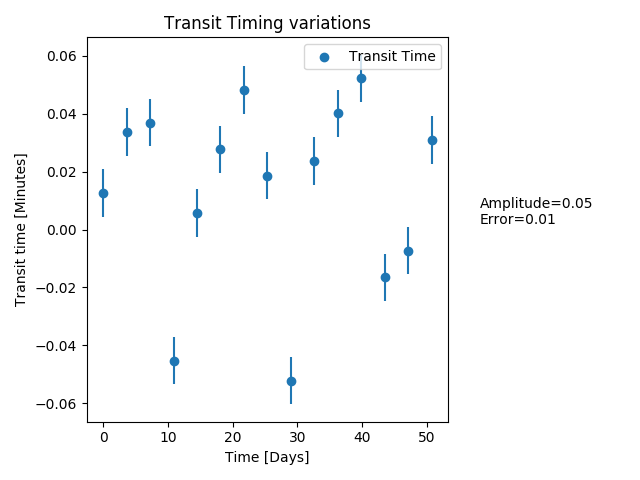 Transit Timing variations
Transit Time
Transit time [Minutes]
0.06
0.04
0.02
0.00
−0.02
−0.04
−0.06
0 10 20 30 40 50
Time [Days]
Amplitude=0.05
Error=0.01